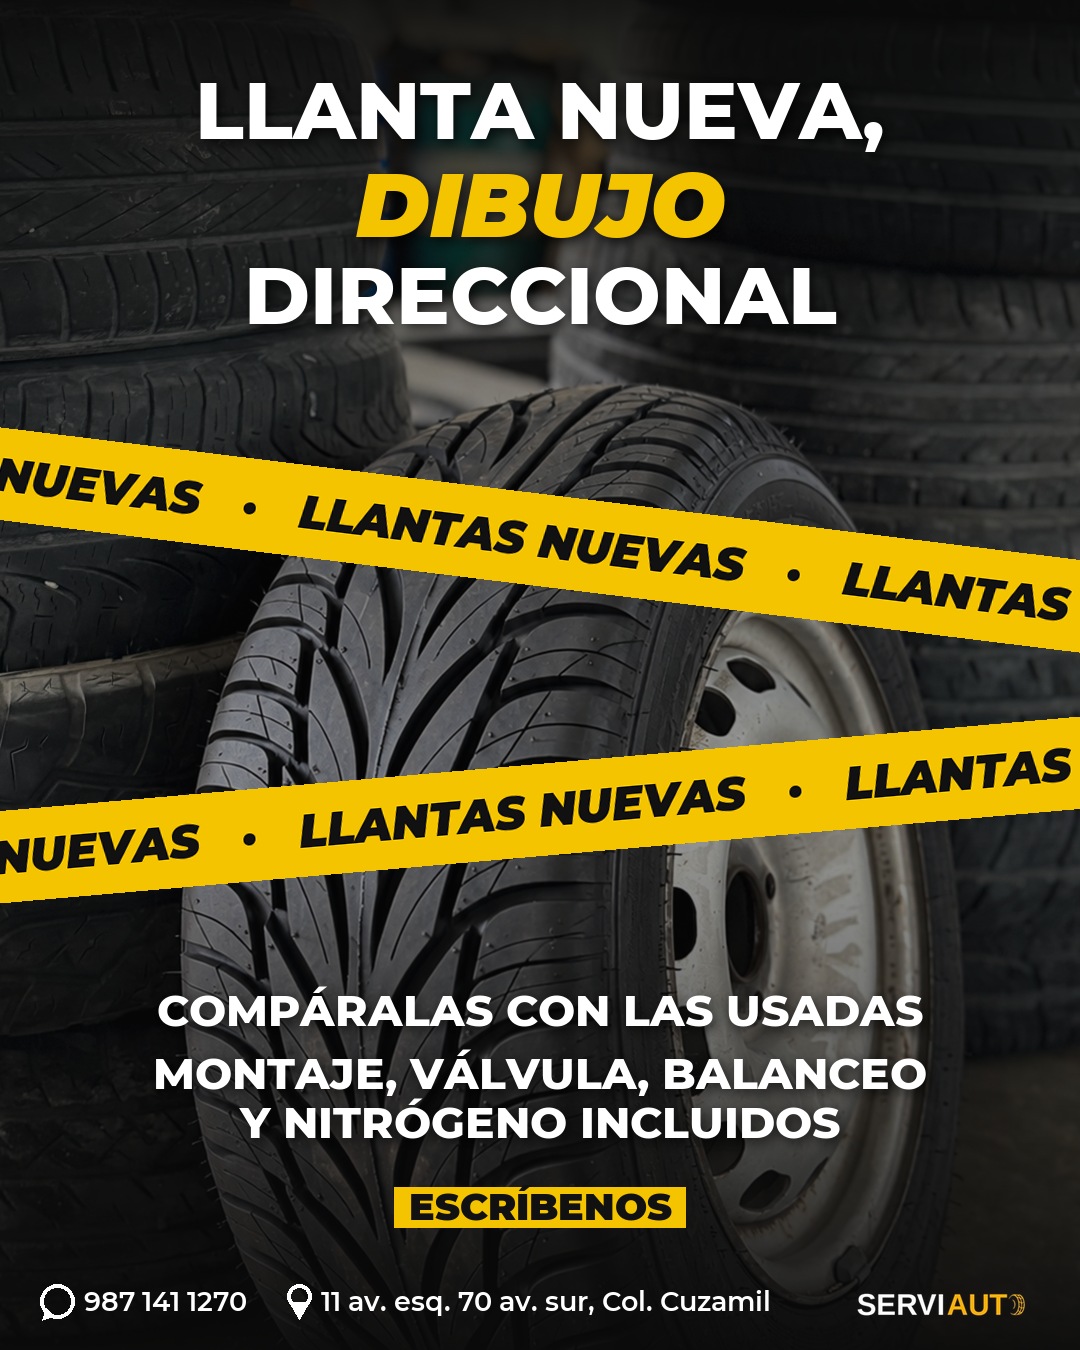 LLANTA NUEVA,
DIBUJO
DIRECCIONAL
NUEVAS • LLANTAS NUEVAS • LLANTAS
NUEVAS • LLANTAS NUEVAS • LLANTAS
COMPÁRALAS CON LAS USADAS
MONTAJE, VÁLVULA, BALANCEO
Y NITRÓGENO INCLUIDOS
ESCRÍBENOS
987 141 1270
11 av. esq. 70 av. sur, Col. Cuzamil
SERVIAUTO